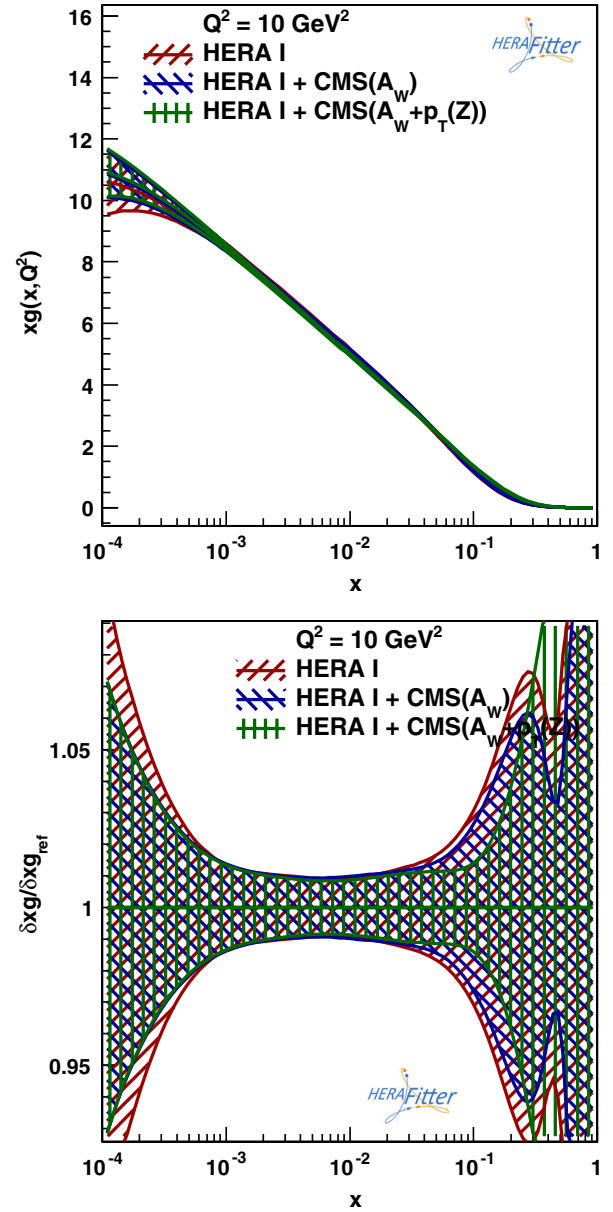 Q² = 10 GeV²
HERA I
HERA I + CMS(A_W)
HERA I + CMS(A_W+p_T(Z))
HERAFitter
xg(x,Q²)
16
14
12
10
8
6
4
2
0
10⁻⁴ 10⁻³ 10⁻² 10⁻¹ 1
x
Q² = 10 GeV²
HERA I
HERA I + CMS(A_W)
HERA I + CMS(A_W+p_T(Z))
δxg/δxg_ref
1.05
1
0.95
HERAFitter
10⁻⁴ 10⁻³ 10⁻² 10⁻¹ 1
x